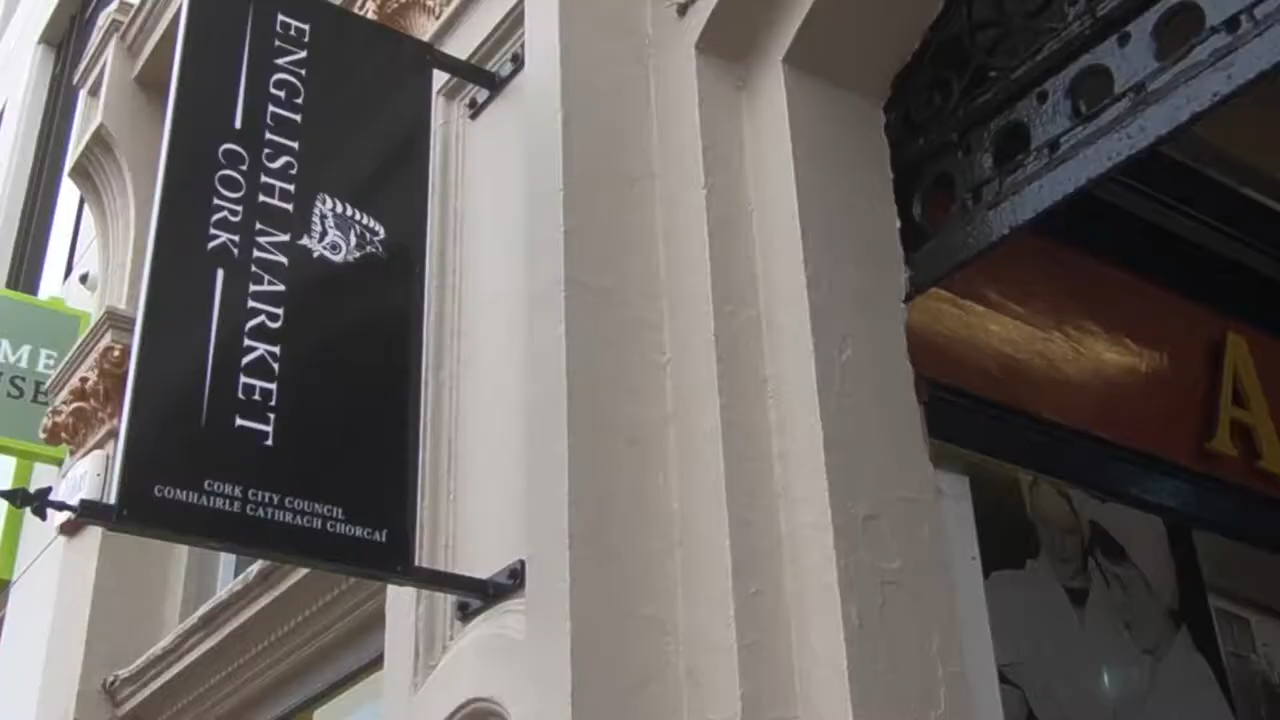 ENGLISH MARKET
CORK
CORK CITY COUNCIL
COMHAIRLE CATHRACH CHORCAÍ
A